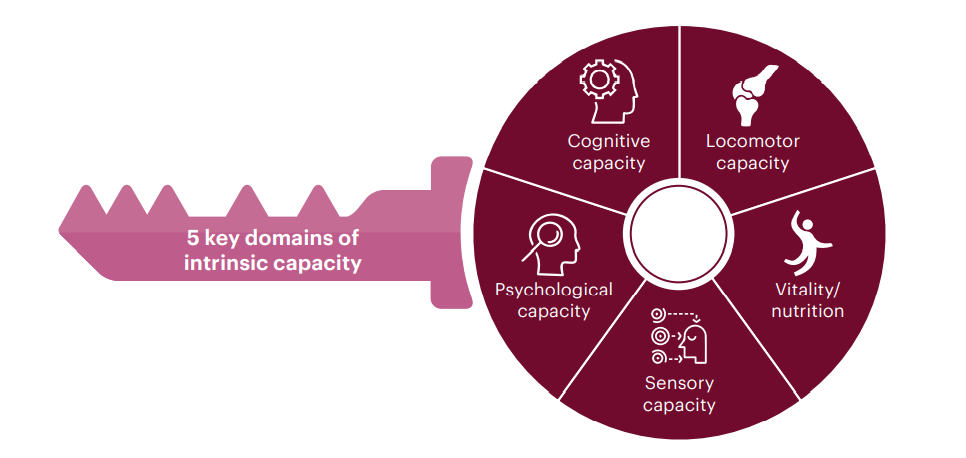 5 key domains of
intrinsic capacity
Cognitive
capacity
Locomotor
capacity
Psychological
capacity
Vitality/
nutrition
Sensory
capacity